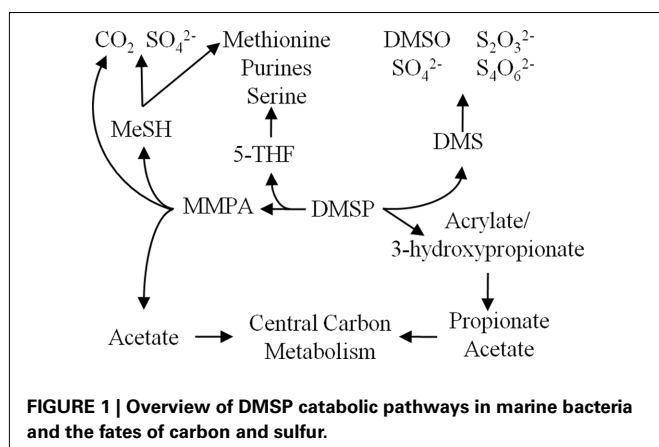 CO₂ SO₄²⁻ Methionine DMSO S₂O₃²⁻
Purines SO₄²⁻ S₄O₆²⁻
Serine
MeSH
5-THF
DMS
MMPA DMSP
Acrylate/
3-hydroxypropionate
Acetate
Central Carbon
Metabolism
Propionate
Acetate
FIGURE 1 | Overview of DMSP catabolic pathways in marine bacteria
and the fates of carbon and sulfur.